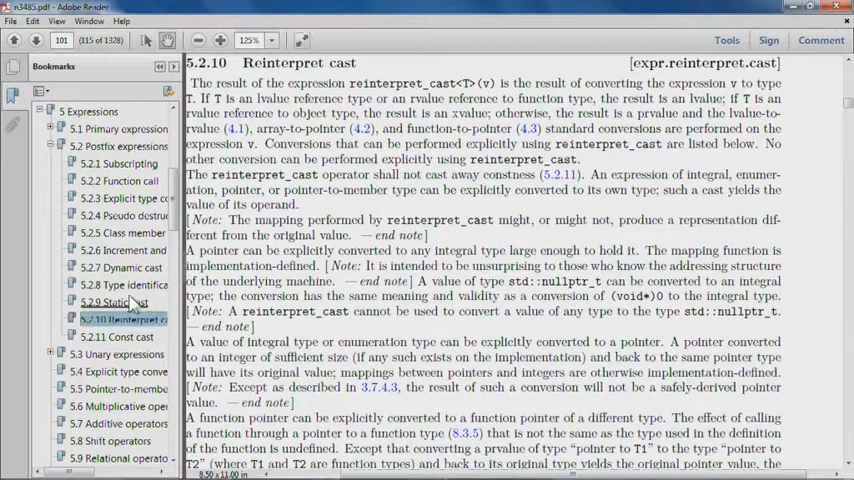 n3485.pdf - Adobe Reader
File Edit View Window Help
101 (115 of 1328) 125% Tools Sign Comment
Bookmarks
5 Expressions
5.1 Primary expression
5.2 Postfix expressions
5.2.1 Subscripting
5.2.2 Function call
5.2.3 Explicit type co
5.2.4 Pseudo destru
5.2.5 Class member
5.2.6 Increment and
5.2.7 Dynamic cast
5.2.8 Type identifica
5.2.9 Static cast
5.2.10 Reinterpret c
5.2.11 Const cast
5.3 Unary expressions
5.4 Explicit type conve
5.5 Pointer-to-membe
5.6 Multiplicative oper
5.7 Additive operators
5.8 Shift operators
5.9 Relational operato
5.2.10 Reinterpret cast [expr.reinterpret.cast]
The result of the expression reinterpret_cast<T>(v) is the result of converting the expression v to type
T. If T is an lvalue reference type or an rvalue reference to function type, the result is an lvalue; if T is an
rvalue reference to object type, the result is an xvalue; otherwise, the result is a prvalue and the lvalue-to-
rvalue (4.1), array-to-pointer (4.2), and function-to-pointer (4.3) standard conversions are performed on the
expression v. Conversions that can be performed explicitly using reinterpret_cast are listed below. No
other conversion can be performed explicitly using reinterpret_cast.
The reinterpret_cast operator shall not cast away constness (5.2.11). An expression of integral, enumer-
ation, pointer, or pointer-to-member type can be explicitly converted to its own type; such a cast yields the
value of its operand.
[ Note: The mapping performed by reinterpret_cast might, or might not, produce a representation dif-
ferent from the original value. — end note ]
A pointer can be explicitly converted to any integral type large enough to hold it. The mapping function is
implementation-defined. [ Note: It is intended to be unsurprising to those who know the addressing structure
of the underlying machine. — end note ] A value of type std::nullptr_t can be converted to an integral
type; the conversion has the same meaning and validity as a conversion of (void*)0 to the integral type.
[ Note: A reinterpret_cast cannot be used to convert a value of any type to the type std::nullptr_t.
— end note ]
A value of integral type or enumeration type can be explicitly converted to a pointer. A pointer converted
to an integer of sufficient size (if any such exists on the implementation) and back to the same pointer type
will have its original value; mappings between pointers and integers are otherwise implementation-defined.
[ Note: Except as described in 3.7.4.3, the result of such a conversion will not be a safely-derived pointer
value. — end note ]
A function pointer can be explicitly converted to a function pointer of a different type. The effect of calling
a function through a pointer to a function type (8.3.5) that is not the same as the type used in the definition
of the function is undefined. Except that converting a prvalue of type “pointer to T1” to the type “pointer to
T2” (where T1 and T2 are function types) and back to its original type yields the original pointer value, the
8.50 x 11.00 in